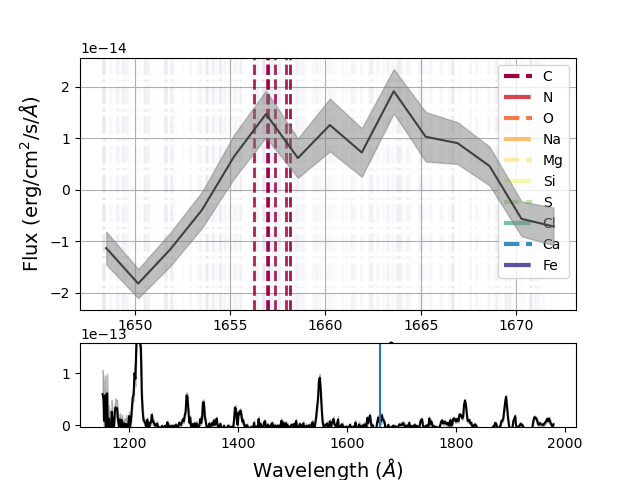 1e−14
Flux (erg/cm²/s/Å)
2
1
0
−1
−2
C
N
O
Na
Mg
Si
S
Cl
Ca
Fe
1650 1655 1660 1665 1670
1e−13
1
0
1200 1400 1600 1800 2000
Wavelength (Å)